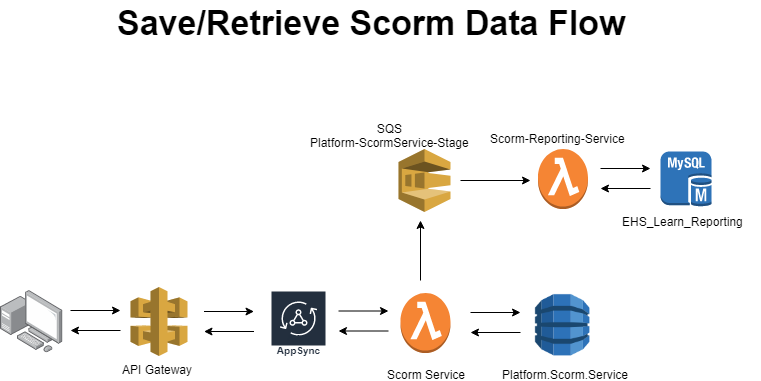 Save/Retrieve Scorm Data Flow
SQS
Platform-ScormService-Stage
Scorm-Reporting-Service
MySQL
M
EHS_Learn_Reporting
AppSync
API Gateway
Scorm Service
Platform.Scorm.Service